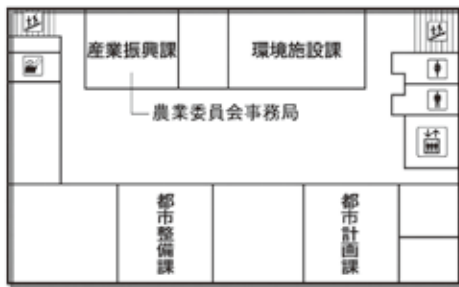 産業振興課
環境施設課
農業委員会事務局
都市整備課
都市計画課